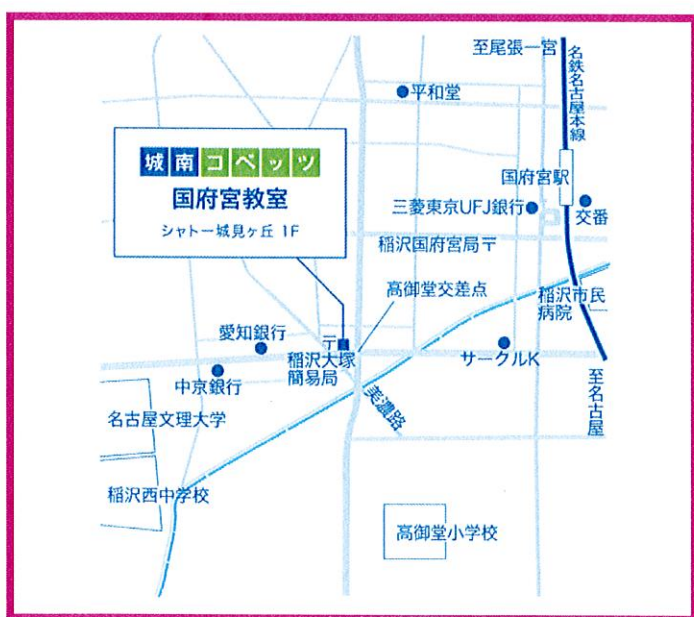 至尾張一宮
名鉄名古屋本線
平和堂
城南コベッツ
国府宮教室
シャトー城見ヶ丘 1F
国府宮駅
三菱東京UFJ銀行
交番
稲沢国府宮局〒
高御堂交差点
稲沢市民
病院
愛知銀行
〒
稲沢大塚
簡易局
サークルK
中京銀行
至名古屋
美濃路
名古屋文理大学
稲沢西中学校
高御堂小学校